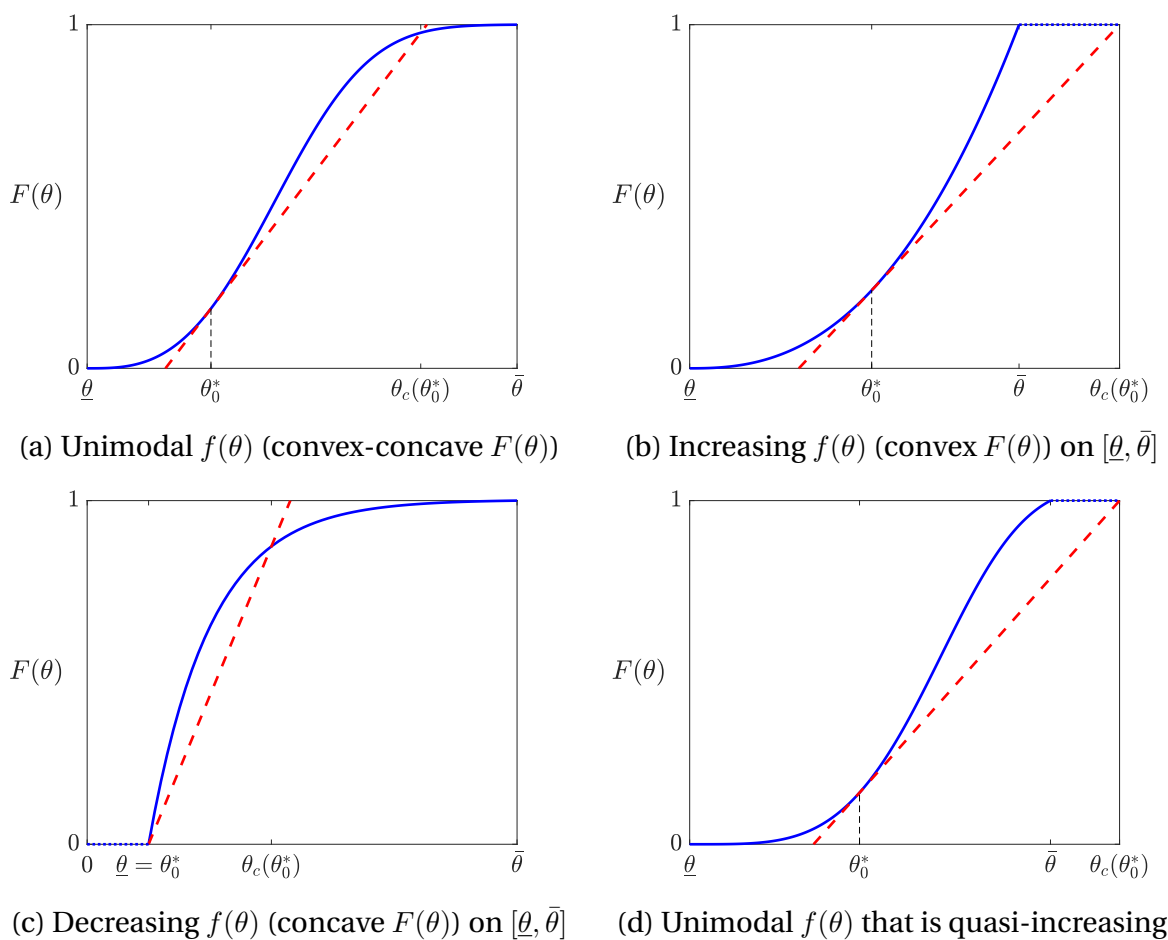 1
F(θ)
0
θ̲
θ₀*
θ_c(θ₀*)
θ̄
(a) Unimodal f(θ) (convex-concave F(θ))
1
F(θ)
0
θ̲
θ₀*
θ̄
θ_c(θ₀*)
(b) Increasing f(θ) (convex F(θ)) on [θ̲, θ̄]
1
F(θ)
0
0
θ̲ = θ₀*
θ_c(θ₀*)
θ̄
(c) Decreasing f(θ) (concave F(θ)) on [θ̲, θ̄]
1
F(θ)
0
θ̲
θ₀*
θ̄
θ_c(θ₀*)
(d) Unimodal f(θ) that is quasi-increasing